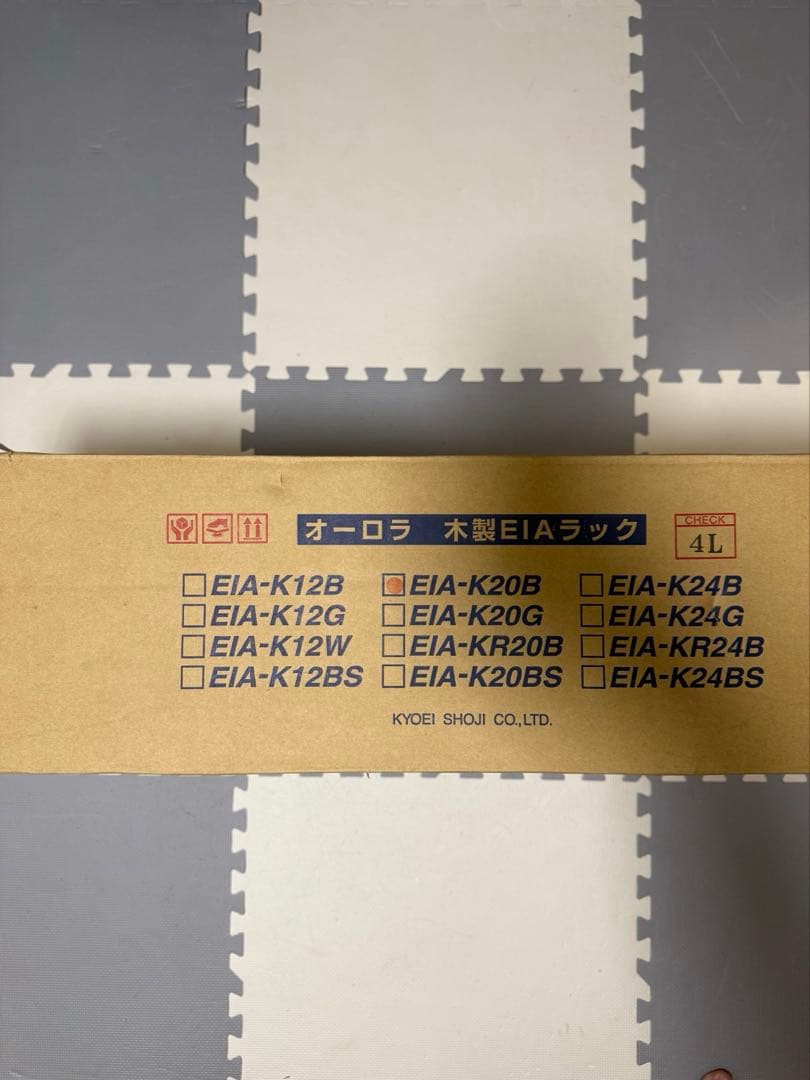 オーロラ 木製EIAラック
CHECK
4L
EIA-K12B EIA-K20B EIA-K24B
EIA-K12G EIA-K20G EIA-K24G
EIA-K12W EIA-KR20B EIA-KR24B
EIA-K12BS EIA-K20BS EIA-K24BS
KYOEI SHOJI CO.,LTD.